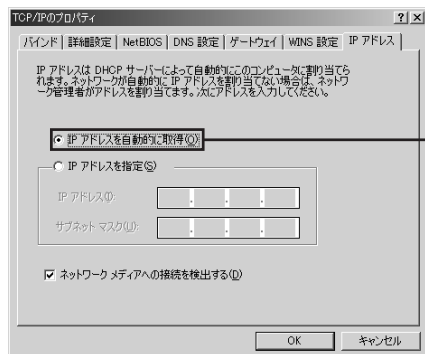 TCP/IPのプロパティ
バインド 詳細設定 NetBIOS DNS 設定 ゲートウェイ WINS 設定 IP アドレス
IP アドレスは DHCP サーバーによって自動的にこのコンピュータに割り当てら
れます。ネットワークが自動的に IP アドレスを割り当てない場合は、ネットワ
ーク管理者がアドレスを割り当てます。次にアドレスを入力してください。
IP アドレスを自動的に取得(O)
IP アドレスを指定(S)
IP アドレス(I):
サブネット マスク(U):
ネットワーク メディアへの接続を検出する(D)
OK キャンセル